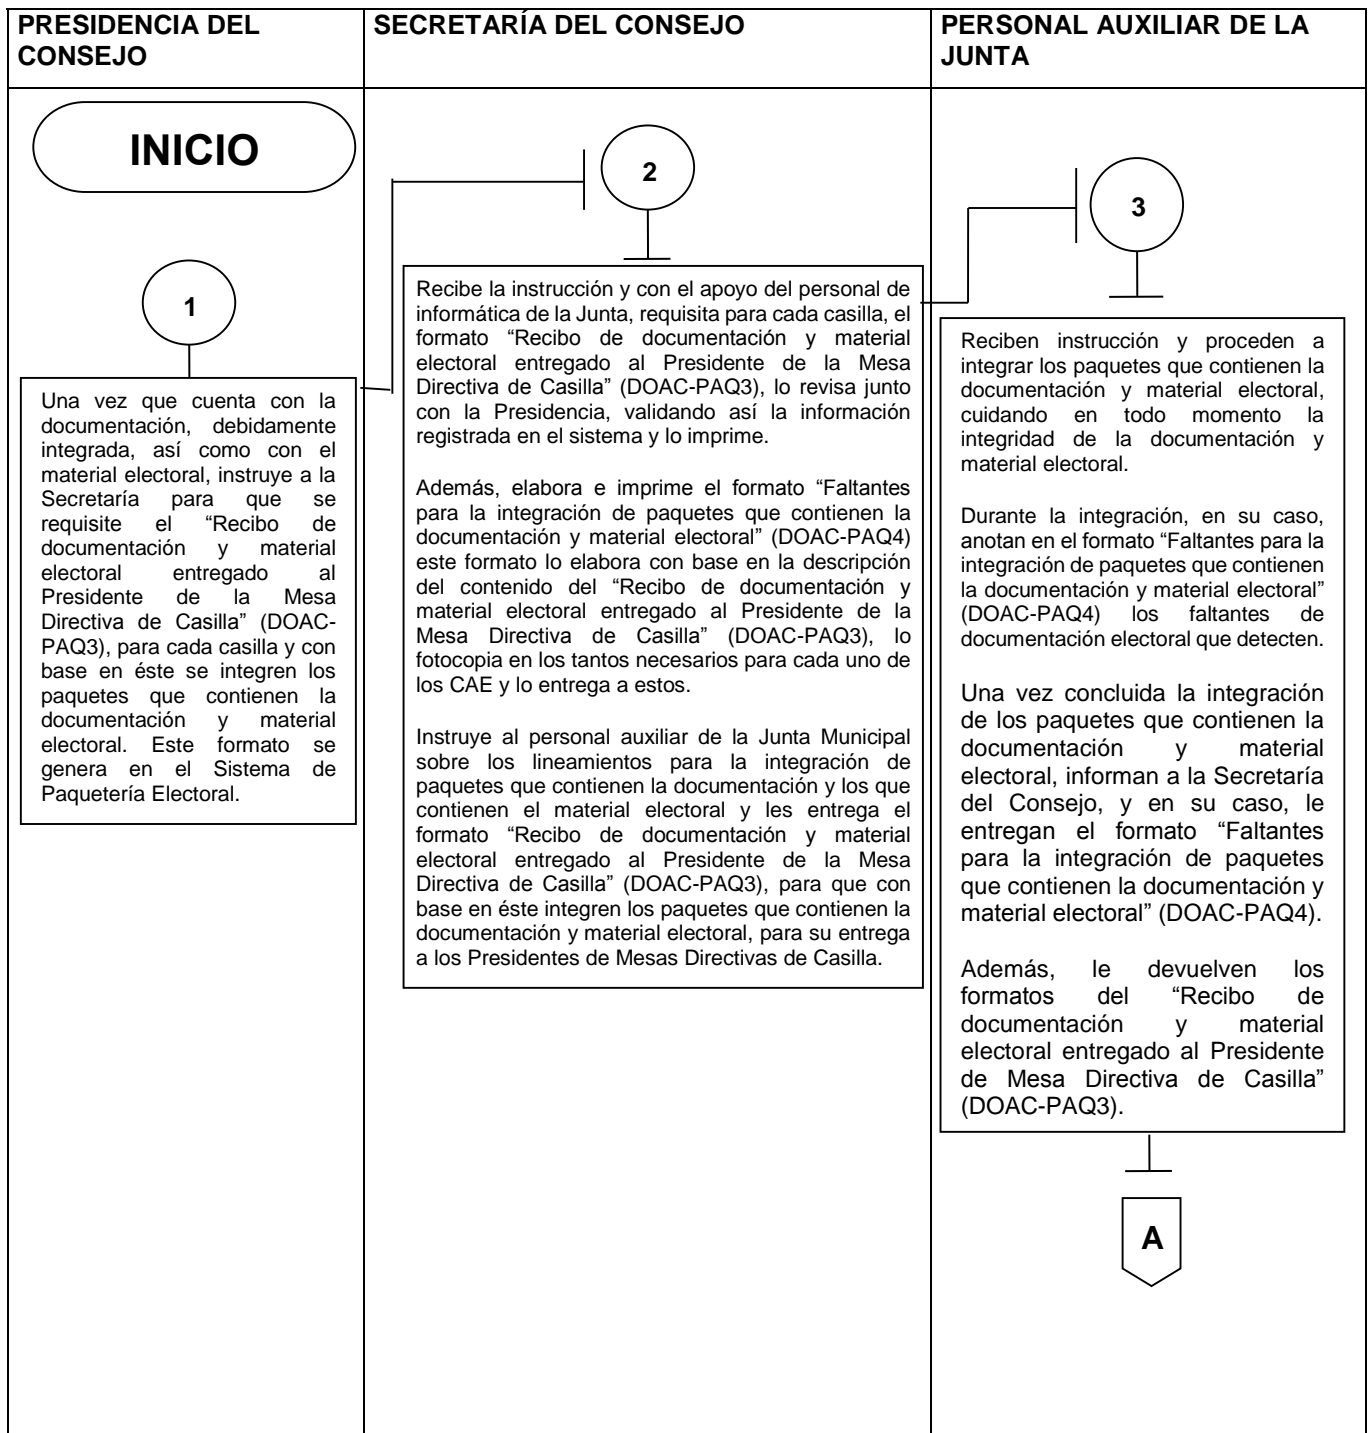 PRESIDENCIA DEL
CONSEJO
SECRETARÍA DEL CONSEJO
PERSONAL AUXILIAR DE LA
JUNTA
INICIO
1
Una vez que cuenta con la
documentación, debidamente
integrada, así como con el
material electoral, instruye a la
Secretaría para que se
requisite el “Recibo de
documentación y material
electoral entregado al
Presidente de la Mesa
Directiva de Casilla” (DOAC-
PAQ3), para cada casilla y con
base en éste se integren los
paquetes que contienen la
documentación y material
electoral. Este formato se
genera en el Sistema de
Paquetería Electoral.
2
Recibe la instrucción y con el apoyo del personal de
informática de la Junta, requisita para cada casilla, el
formato “Recibo de documentación y material
electoral entregado al Presidente de la Mesa
Directiva de Casilla” (DOAC-PAQ3), lo revisa junto
con la Presidencia, validando así la información
registrada en el sistema y lo imprime.
Además, elabora e imprime el formato “Faltantes
para la integración de paquetes que contienen la
documentación y material electoral” (DOAC-PAQ4)
este formato lo elabora con base en la descripción
del contenido del “Recibo de documentación y
material electoral entregado al Presidente de la
Mesa Directiva de Casilla” (DOAC-PAQ3), lo
fotocopia en los tantos necesarios para cada uno de
los CAE y lo entrega a estos.
Instruye al personal auxiliar de la Junta Municipal
sobre los lineamientos para la integración de
paquetes que contienen la documentación y los que
contienen el material electoral y les entrega el
formato “Recibo de documentación y material
electoral entregado al Presidente de la Mesa
Directiva de Casilla” (DOAC-PAQ3), para que con
base en éste integren los paquetes que contienen la
documentación y material electoral, para su entrega
a los Presidentes de Mesas Directivas de Casilla.
3
Reciben instrucción y proceden a
integrar los paquetes que contienen la
documentación y material electoral,
cuidando en todo momento la
integridad de la documentación y
material electoral.
Durante la integración, en su caso,
anotan en el formato “Faltantes para la
integración de paquetes que contienen
la documentación y material electoral”
(DOAC-PAQ4) los faltantes de
documentación electoral que detecten.
Una vez concluida la integración
de los paquetes que contienen la
documentación y material
electoral, informan a la Secretaría
del Consejo, y en su caso, le
entregan el formato “Faltantes
para la integración de paquetes
que contienen la documentación y
material electoral” (DOAC-PAQ4).
Además, le devuelven los
formatos del “Recibo de
documentación y material
electoral entregado al Presidente
de Mesa Directiva de Casilla”
(DOAC-PAQ3).
A